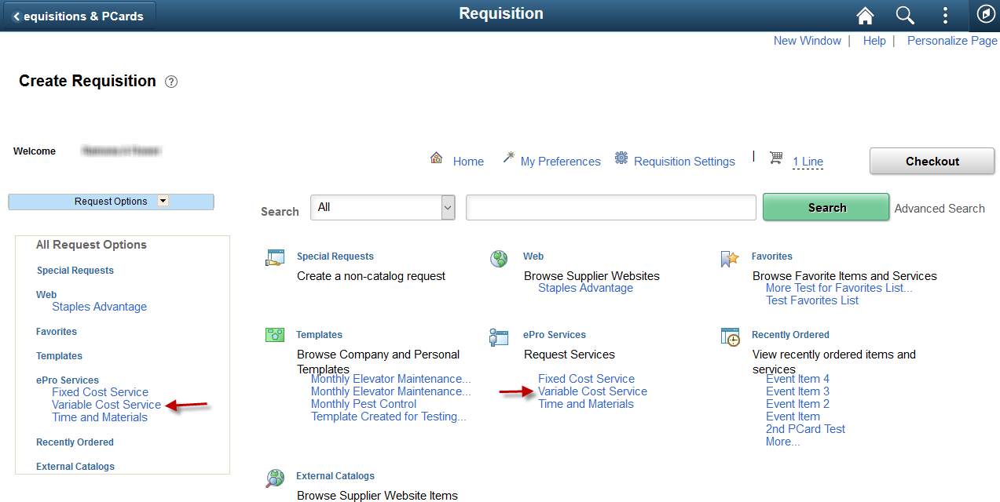 equisitions & PCards
Requisition
New Window | Help | Personalize Page
Create Requisition ?
Welcome
Home My Preferences Requisition Settings | 1 Line Checkout
Request Options
Search All Search Advanced Search
All Request Options
Special Requests
Web
Staples Advantage
Favorites
Templates
ePro Services
Fixed Cost Service
Variable Cost Service
Time and Materials
Recently Ordered
External Catalogs
Special Requests
Create a non-catalog request
Web
Browse Supplier Websites
Staples Advantage
Favorites
Browse Favorite Items and Services
More Test for Favorites List...
Test Favorites List
Templates
Browse Company and Personal
Templates
Monthly Elevator Maintenance...
Monthly Elevator Maintenance...
Monthly Pest Control
Template Created for Testing...
ePro Services
Request Services
Fixed Cost Service
Variable Cost Service
Time and Materials
Recently Ordered
View recently ordered items and
services
Event Item 4
Event Item 3
Event Item 2
Event Item
2nd PCard Test
More...
External Catalogs
Browse Supplier Website Items